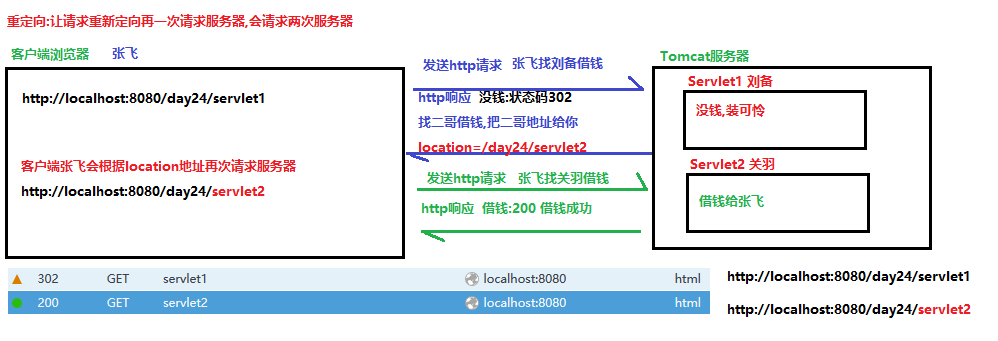 重定向:让请求重新定向再一次请求服务器,会请求两次服务器
客户端浏览器 张飞
Tomcat服务器
发送http请求 张飞找刘备借钱
http://localhost:8080/day24/servlet1
http响应 没钱:状态码302
找二哥借钱,把二哥地址给你
location=/day24/servlet2
Servlet1 刘备
没钱,装可怜
客户端张飞会根据location地址再次请求服务器
http://localhost:8080/day24/servlet2
发送http请求 张飞找关羽借钱
http响应 借钱:200 借钱成功
Servlet2 关羽
借钱给张飞
302 GET servlet1 localhost:8080 html
200 GET servlet2 localhost:8080 html
http://localhost:8080/day24/servlet1
http://localhost:8080/day24/servlet2